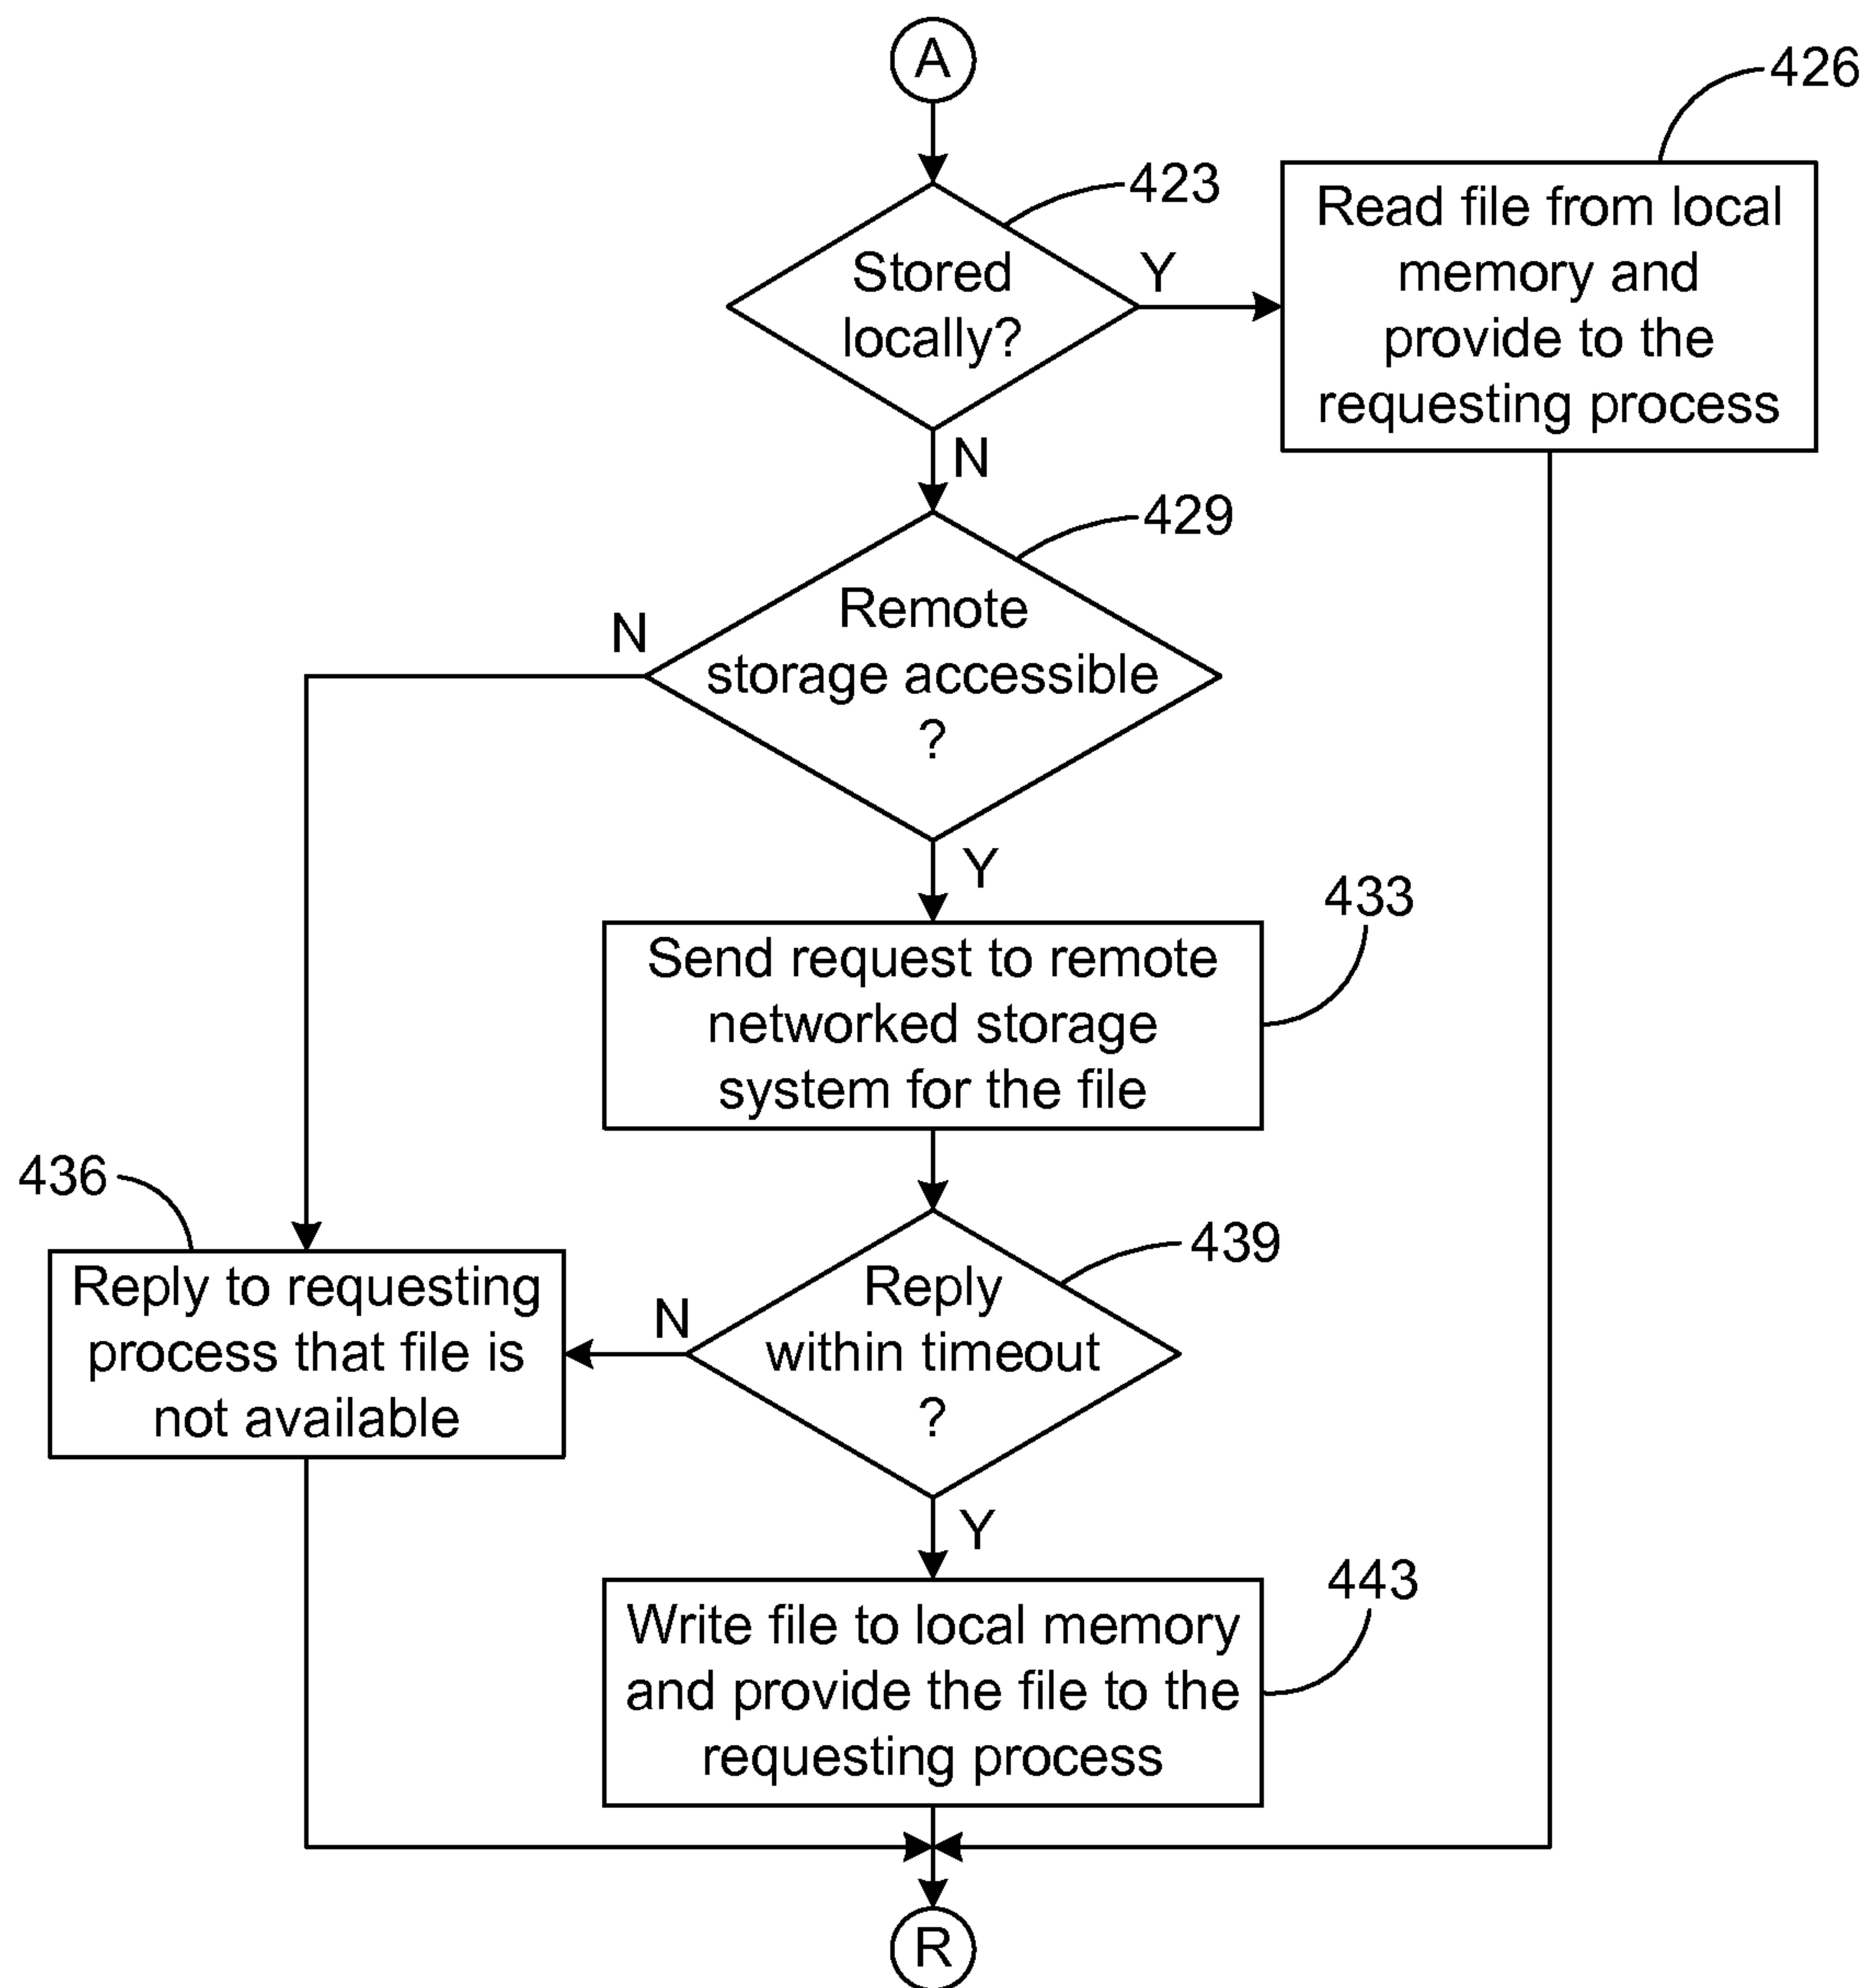 A
426
423
Read file from local
memory and
provide to the
requesting process
Stored
locally?
Y
N
429
Remote
storage accessible
?
N
Y
433
Send request to remote
networked storage
system for the file
436
439
Reply to requesting
process that file is
not available
N
Reply
within timeout
?
Y
443
Write file to local memory
and provide the file to the
requesting process
R